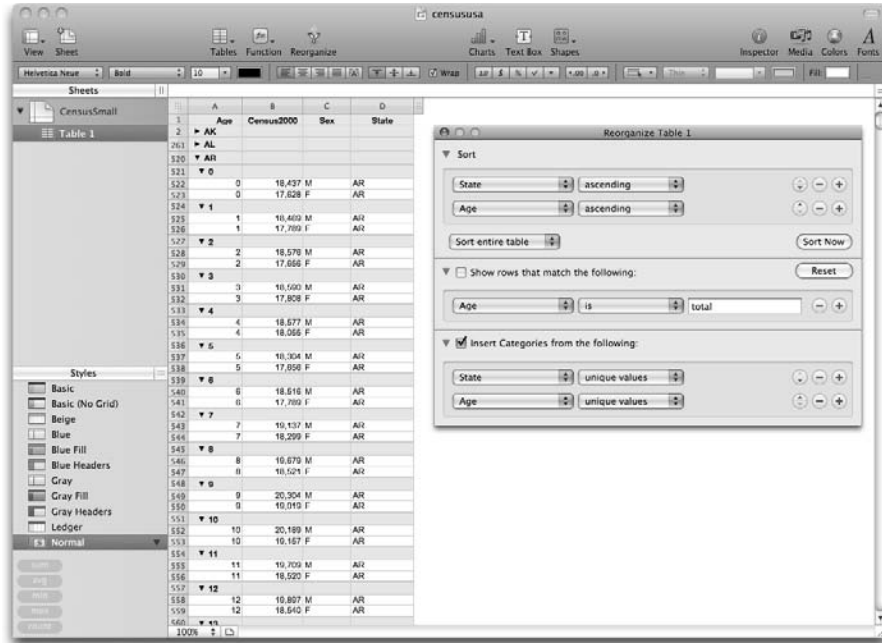 censususa
View Sheet Tables Function Reorganize Charts Text Box Shapes Inspector Media Colors Fonts
Helvetica Neue Bold 10 Wrap Fill:
Sheets
CensusSmall
Table 1
A B C D
1 Age Census2000 Sex State
2 AK
261 AL
520 AR
521 0
522 0 18,437 M AR
523 0 17,628 F AR
524 1
525 1 18,469 M AR
526 1 17,789 F AR
527 2
528 2 18,576 M AR
529 2 17,666 F AR
530 3
531 3 M AR
532 3 17,808 F AR
533 4
534 4 18,577 M AR
535 4 18,056 F AR
536 5
537 5 18,304 M AR
538 5 F AR
539 6
540 6 18,516 M AR
541 6 17,789 F AR
542 7
543 7 19,137 M AR
544 7 18,299 F AR
545 8
546 8 19,679 M AR
547 8 18,521 F AR
548 9
549 9 20,304 M AR
550 9 19,019 F AR
551 10
552 10 20,189 M AR
553 10 19,167 F AR
554 11
555 11 19,709 M AR
556 11 18,520 F AR
557 12
558 12 19,897 M AR
559 12 18,540 F AR
560 13
100%
Styles
Basic
Basic (No Grid)
Beige
Blue
Blue Fill
Blue Headers
Gray
Gray Fill
Gray Headers
Ledger
Normal
sum
avg
min
max
count
Reorganize Table 1
Sort
State ascending
Age ascending
Sort entire table Sort Now
Show rows that match the following: Reset
Age is total
Insert Categories from the following:
State unique values
Age unique values